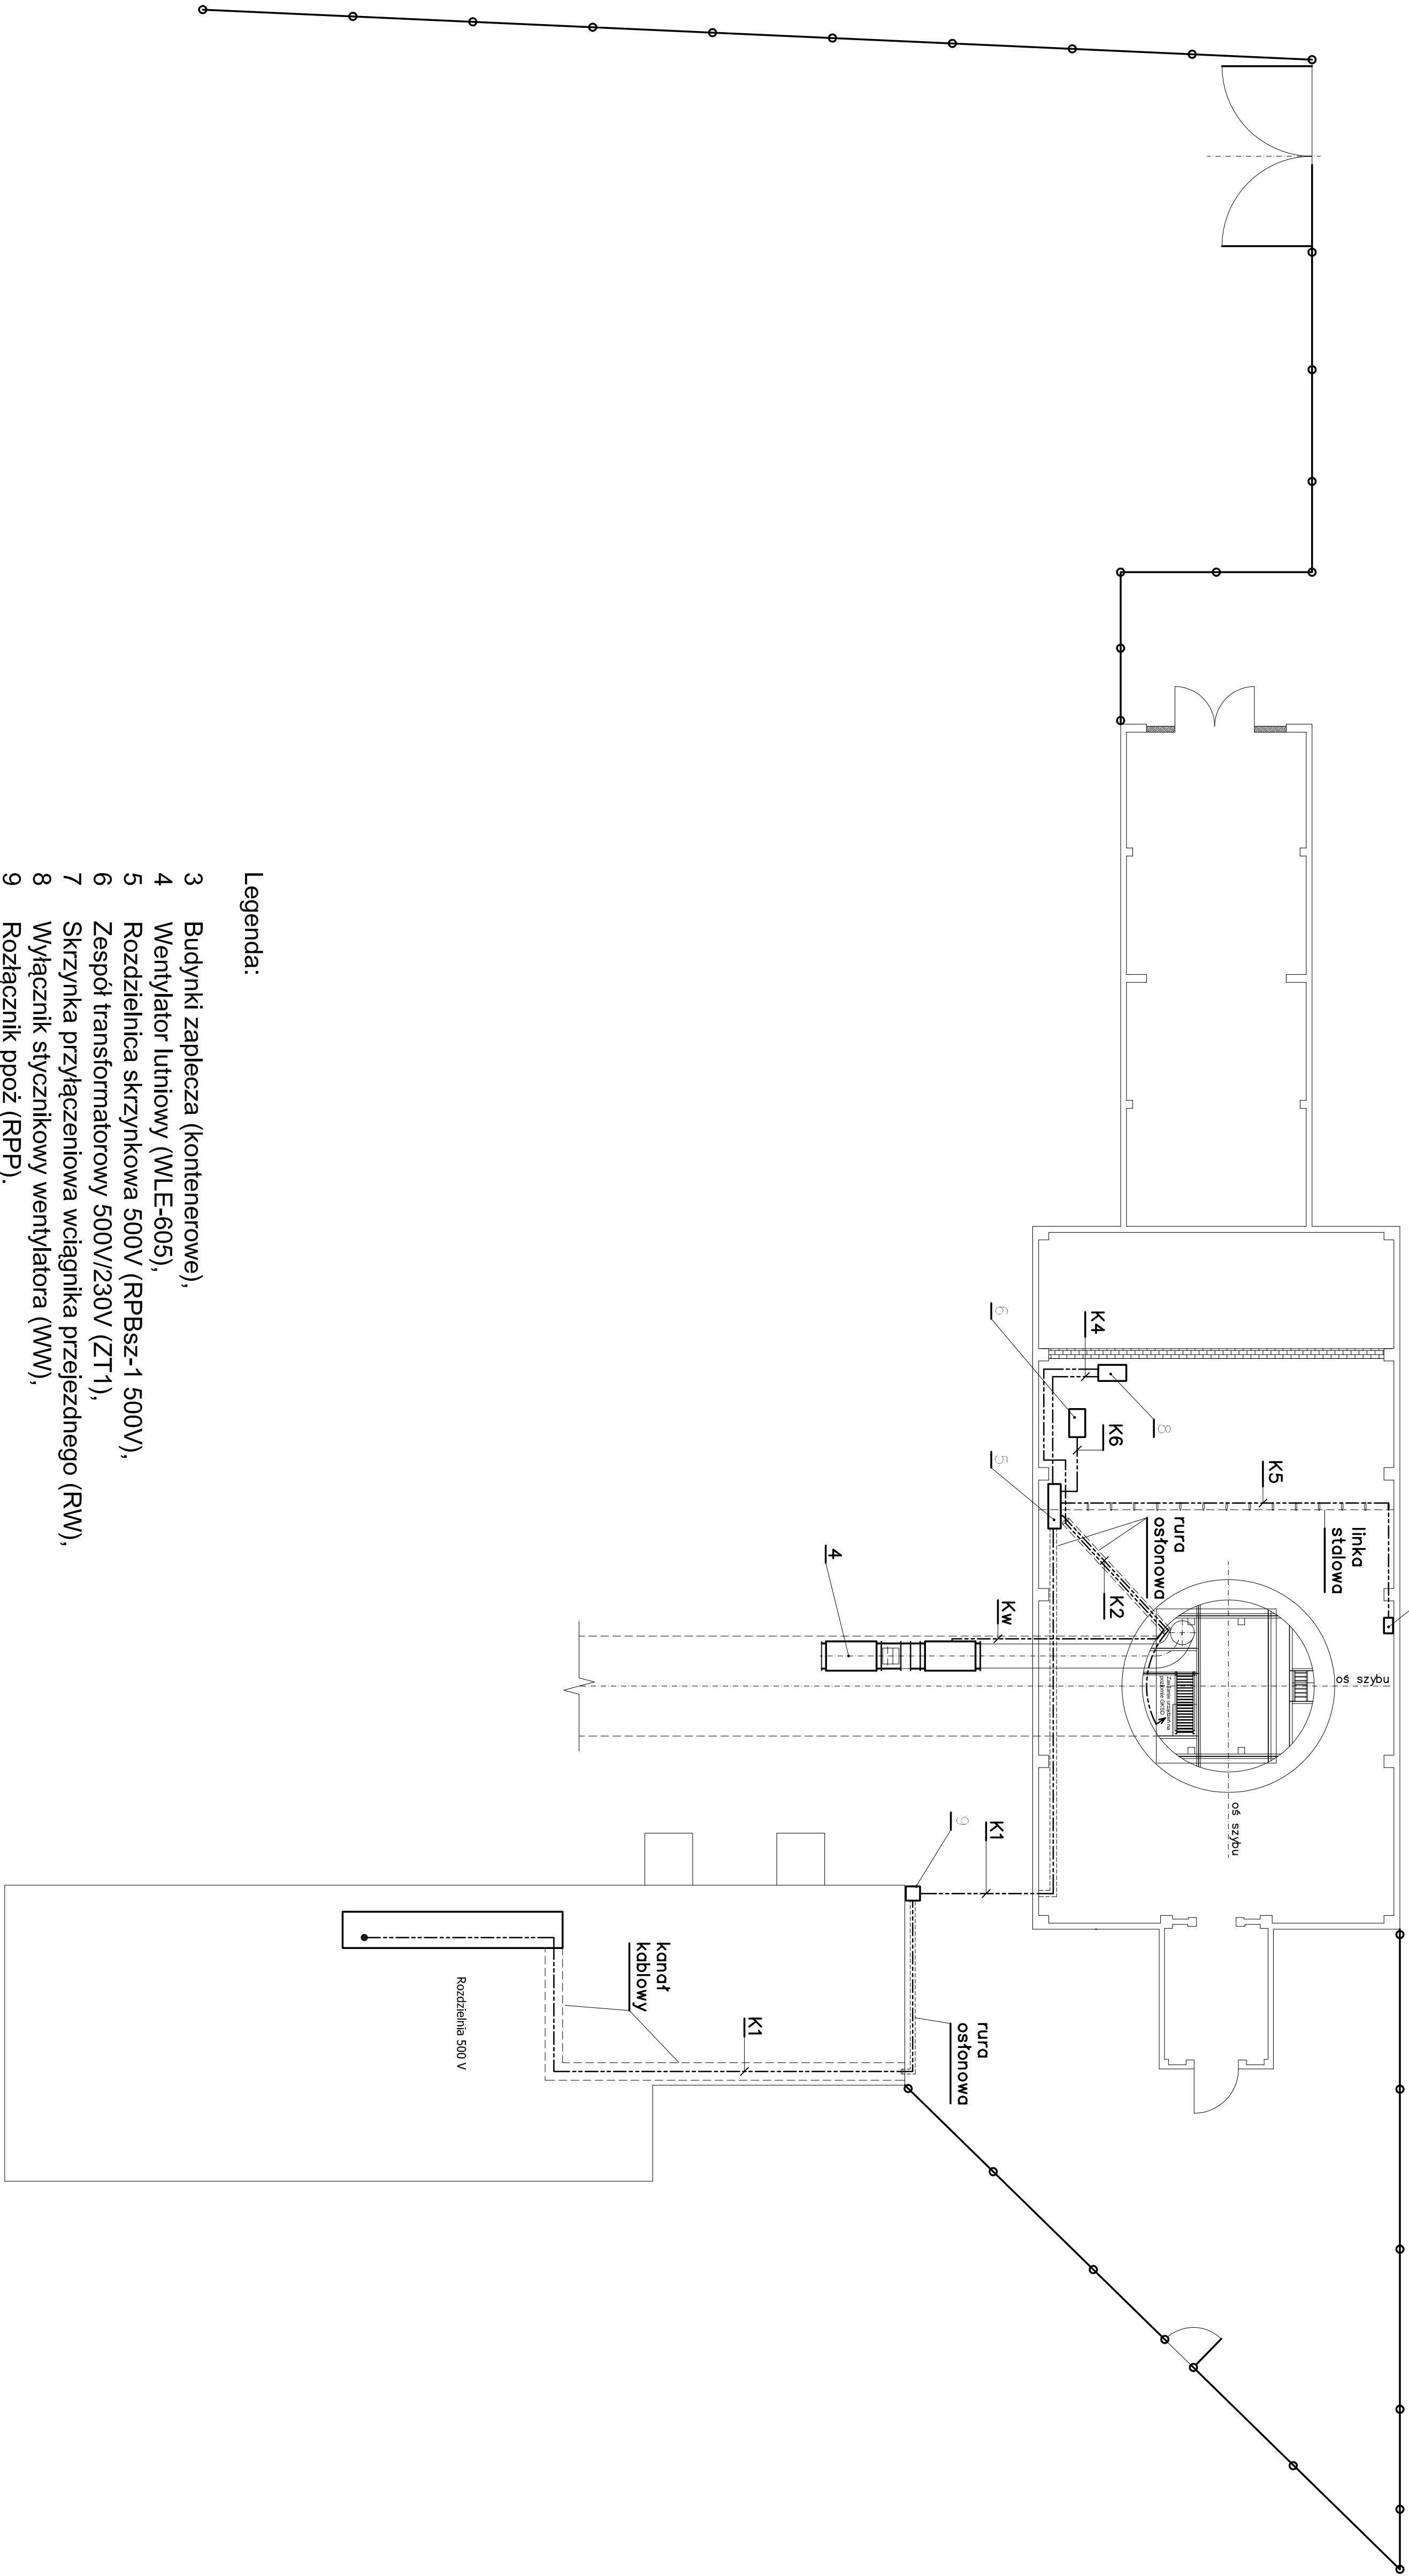 K4
6
8
K6
5
K5
linka
stalowa
rura
osłonowa
K2
4
Kw
oś szybu
oś szybu
9
K1
kanał
kablowy
K1
rura
osłonowa
Rozdzielnia 500 V
Legenda:
3 Budynki zaplecza (kontenerowe),
4 Wentylator lutniowy (WLE-605),
5 Rozdzielnica skrzynkowa 500V (RPBsz-1 500V),
6 Zespół transformatorowy 500V/230V (ZT1),
7 Skrzynka przyłączeniowa wciągnika przejezdnego (RW),
8 Wyłącznik stycznikowy wentylatora (WW),
9 Rozłącznik ppoż (RPP).